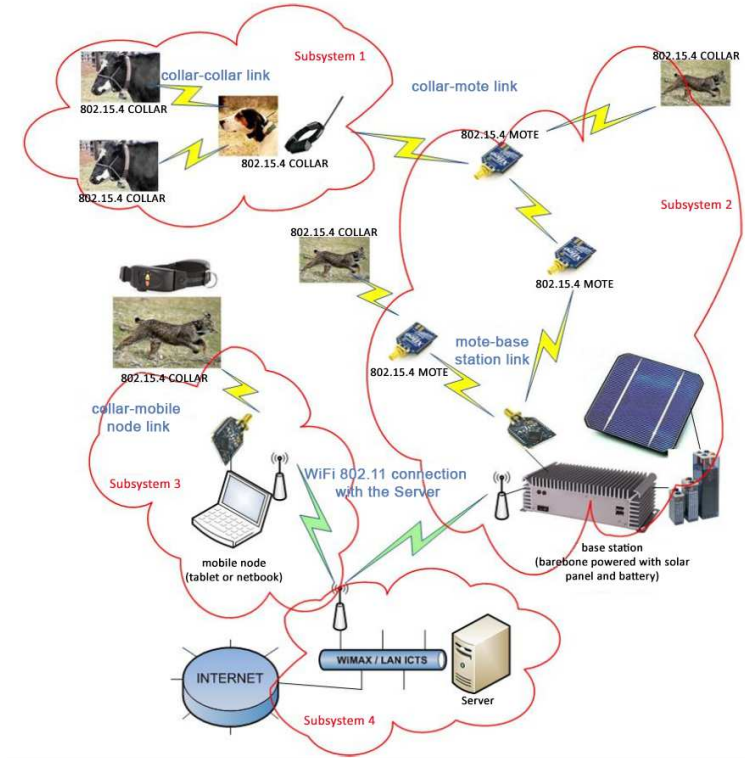 Subsystem 1
collar-collar link
802.15.4 COLLAR
802.15.4 COLLAR
802.15.4 COLLAR
collar-mote link
802.15.4 COLLAR
802.15.4 MOTE
Subsystem 2
802.15.4 COLLAR
802.15.4 MOTE
802.15.4 MOTE
mote-base
station link
802.15.4 COLLAR
collar-mobile
node link
Subsystem 3
WiFi 802.11 connection
with the Server
mobile node
(tablet or netbook)
base station
(barebone powered with solar
panel and battery)
WiMAX / LAN ICTS
INTERNET
Server
Subsystem 4